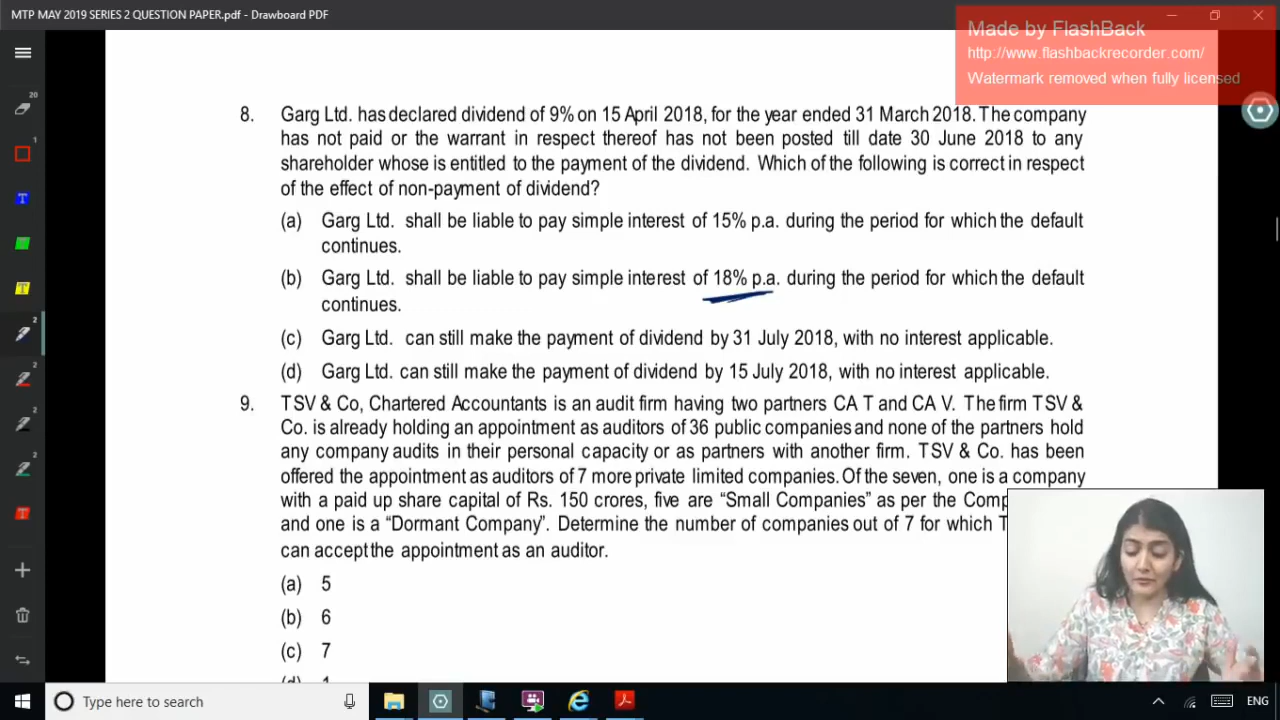 MTP MAY 2019 SERIES 2 QUESTION PAPER.pdf - Drawboard PDF
Made by FlashBack
http://www.flashbackrecorder.com/
Watermark removed when fully licensed
8. Garg Ltd. has declared dividend of 9% on 15 April 2018, for the year ended 31 March 2018. The company
has not paid or the warrant in respect thereof has not been posted till date 30 June 2018 to any
shareholder whose is entitled to the payment of the dividend. Which of the following is correct in respect
of the effect of non-payment of dividend?
(a) Garg Ltd. shall be liable to pay simple interest of 15% p.a. during the period for which the default
continues.
(b) Garg Ltd. shall be liable to pay simple interest of 18% p.a. during the period for which the default
continues.
(c) Garg Ltd. can still make the payment of dividend by 31 July 2018, with no interest applicable.
(d) Garg Ltd. can still make the payment of dividend by 15 July 2018, with no interest applicable.
9. TSV & Co, Chartered Accountants is an audit firm having two partners CA T and CA V. The firm TSV &
Co. is already holding an appointment as auditors of 36 public companies and none of the partners hold
any company audits in their personal capacity or as partners with another firm. TSV & Co. has been
offered the appointment as auditors of 7 more private limited companies. Of the seven, one is a company
with a paid up share capital of Rs. 150 crores, five are “Small Companies” as per the
and one is a “Dormant Company”. Determine the number of companies out of 7 for which
can accept the appointment as an auditor.
(a) 5
(b) 6
(c) 7
Type here to search
ENG